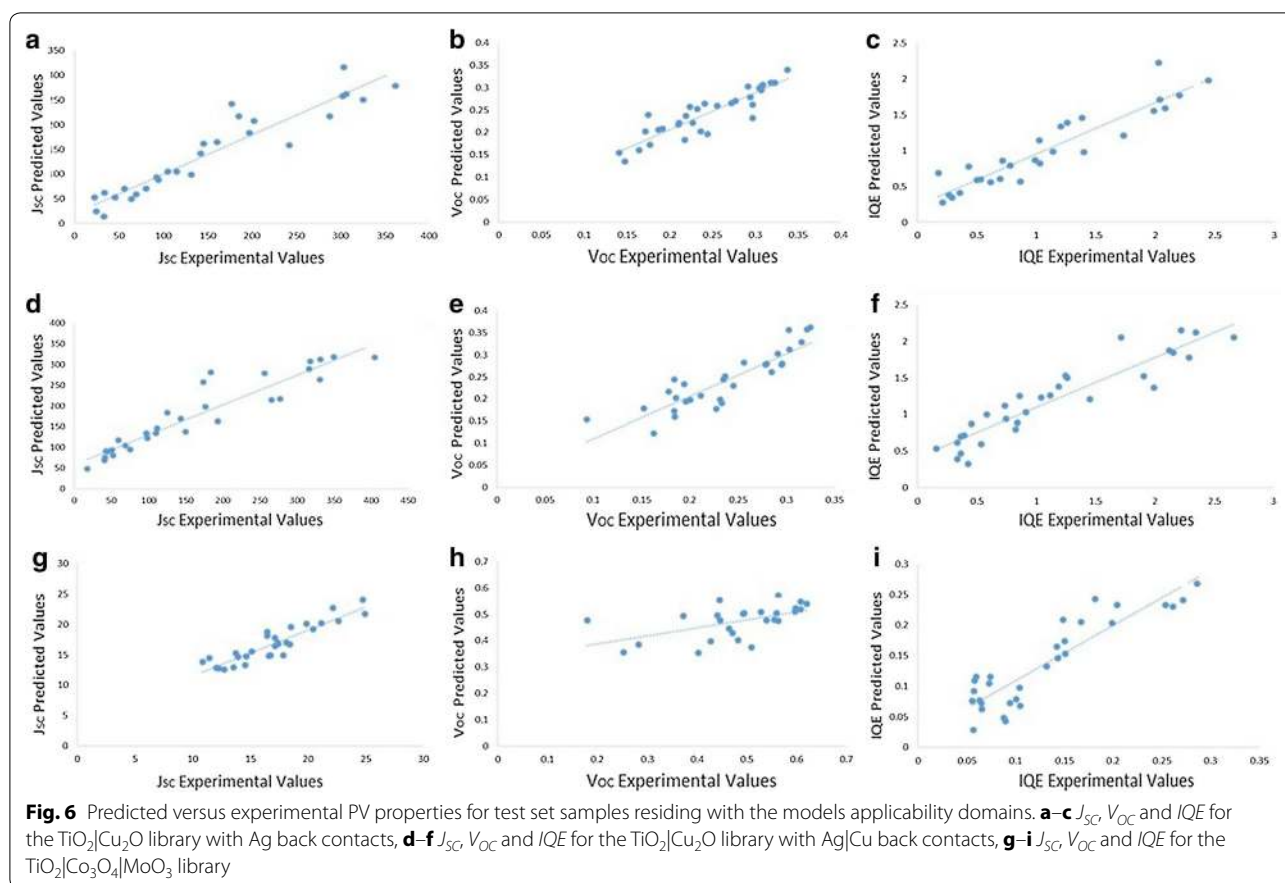 a
b
c
350
300
250
200
150
100
50
0
Jsc Predicted Values
0 50 100 150 200 250 300 350 400
Jsc Experimental Values
0.4
0.35
0.3
0.25
0.2
0.15
0.1
0.05
0
Voc Predicted Values
0 0.05 0.1 0.15 0.2 0.25 0.3 0.35 0.4
Voc Experimental Values
2.5
2
1.5
1
0.5
0
IQE Predicted Values
0 0.5 1 1.5 2 2.5 3
IQE Experimental Values
d
e
f
400
350
300
250
200
150
100
50
0
Jsc Predicted Values
0 50 100 150 200 250 300 350 400 450
Jsc Experimental Values
0.4
0.35
0.3
0.25
0.2
0.15
0.1
0.05
0
Voc Predicted Values
0 0.05 0.1 0.15 0.2 0.25 0.3 0.35
Voc Experimental Values
2.5
2
1.5
1
0.5
0
IQE Predicted Values
0 0.5 1 1.5 2 2.5 3
IQE Experimental Values
g
h
i
30
25
20
15
10
5
0
Jsc Predicted Values
0 5 10 15 20 25 30
Jsc Experimental Values
0.7
0.6
0.5
0.4
0.3
0.2
0.1
0
Voc Predicted Values
0 0.1 0.2 0.3 0.4 0.5 0.6 0.7
Voc Experimental Values
0.3
0.25
0.2
0.15
0.1
0.05
0
IQE Predicted Values
0 0.05 0.1 0.15 0.2 0.25 0.3
IQE Experimental Values
Fig. 6 Predicted versus experimental PV properties for test set samples residing with the models applicability domains. a–c J_SC, V_OC and IQE for
the TiO₂|Cu₂O library with Ag back contacts, d–f J_SC, V_OC and IQE for the TiO₂|Cu₂O library with Ag|Cu back contacts, g–i J_SC, V_OC and IQE for the
TiO₂|Co₃O₄|MoO₃ library